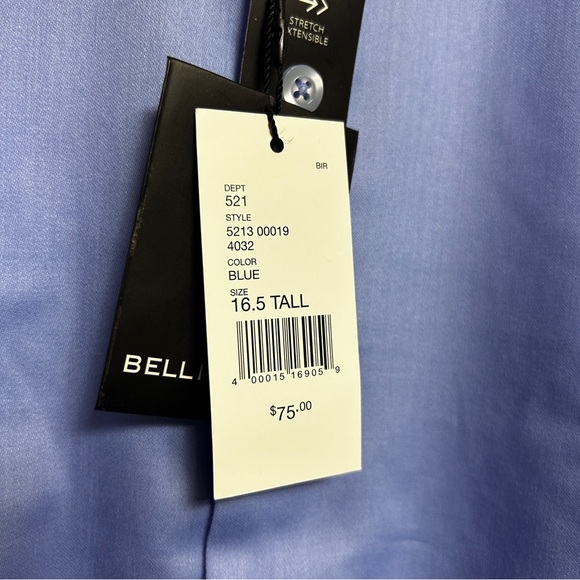 STRETCH
XTENSIBLE
BIR
DEPT
521
STYLE
5213 00019
4032
COLOR
BLUE
SIZE
16.5 TALL
4 00015 16905 9
$75.00
BELL